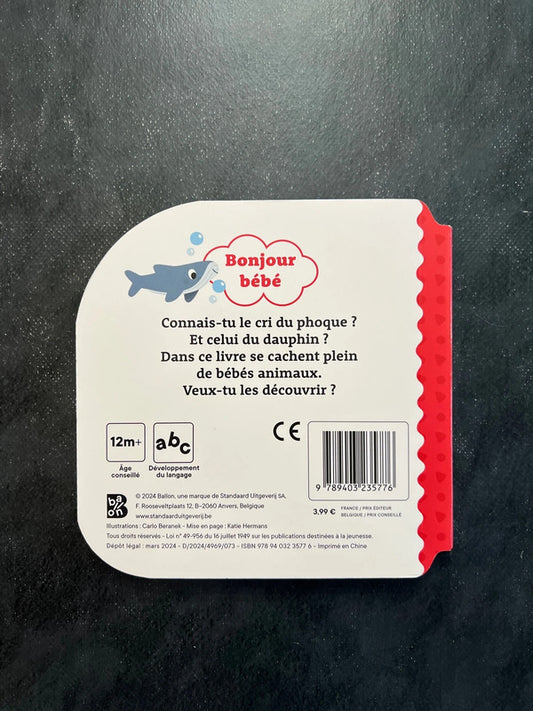 Bonjour
bébé
Connais-tu le cri du phoque ?
Et celui du dauphin ?
Dans ce livre se cachent plein
de bébés animaux.
Veux-tu les découvrir ?
12m+
Âge
conseillé
abc
Développement
du langage
CE
9 789403 235776
3,99 € FRANCE / PRIX ÉDITEUR
BELGIQUE / PRIX CONSEILLÉ
ballon
© 2024 Ballon, une marque de Standaard Uitgeverij SA,
F. Rooseveltplaats 12, B-2060 Anvers, Belgique
www.standaarduitgeverij.be
Illustrations : Carlo Beranek - Mise en page : Katie Hermans
Tous droits réservés - Loi n° 49-956 du 16 juillet 1949 sur les publications destinées à la jeunesse.
Dépôt légal : mars 2024 - D/2024/4969/073 - ISBN 978 94 032 3577 6 - Imprimé en Chine